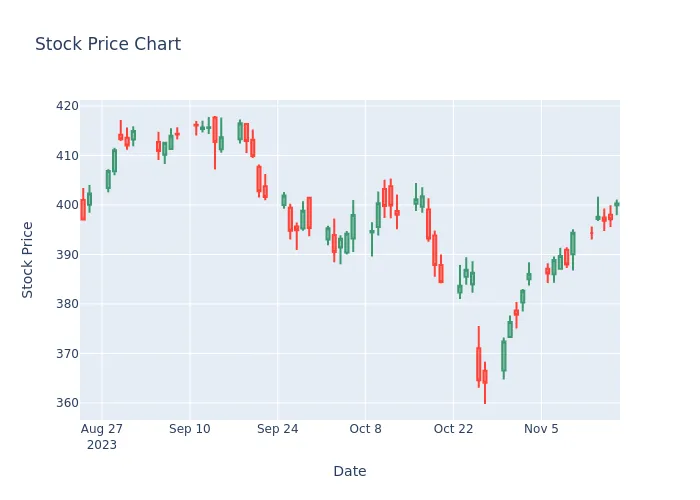 Stock Price Chart
420
410
400
390
380
370
360
Stock Price
Aug 27
2023
Sep 10
Sep 24
Oct 8
Oct 22
Nov 5
Date